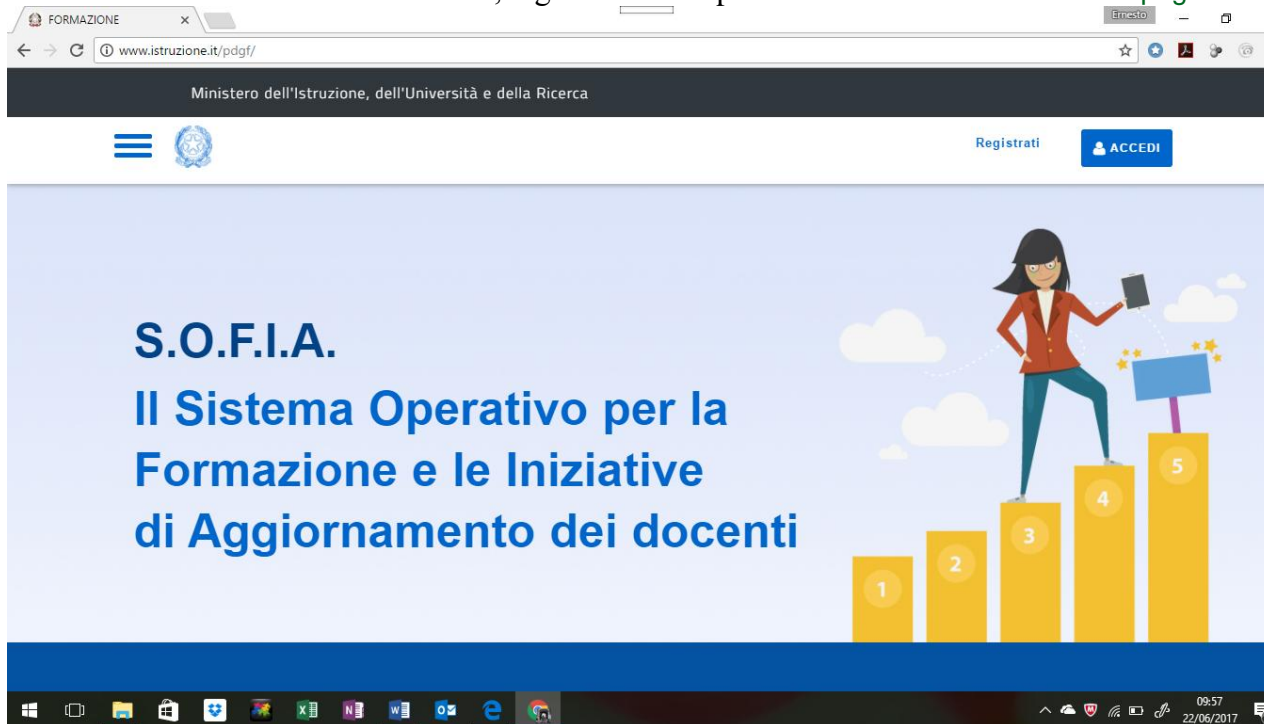 FORMAZIONE
Ernesto
www.istruzione.it/pdgf/
Ministero dell'Istruzione, dell'Università e della Ricerca
Registrati
ACCEDI
S.O.F.I.A.
Il Sistema Operativo per la
Formazione e le Iniziative
di Aggiornamento dei docenti
1
2
3
4
5
09:57
22/06/2017